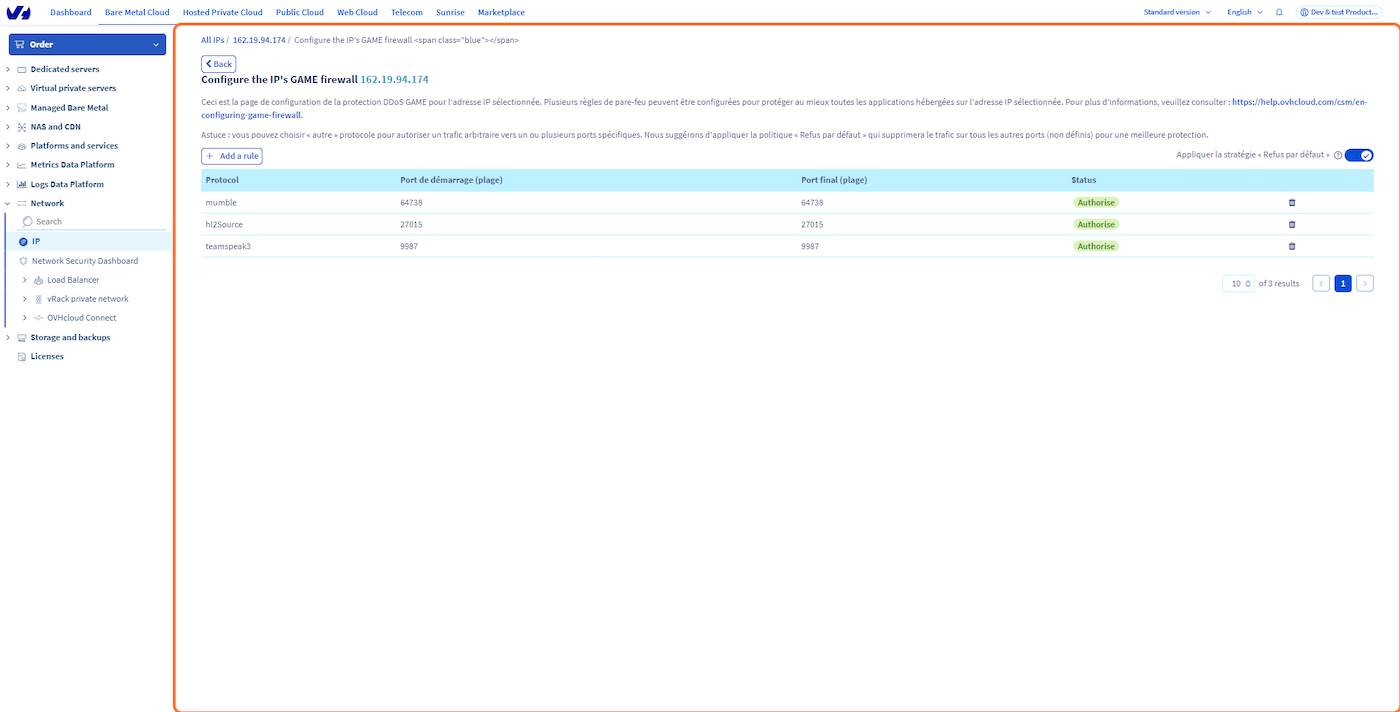 Dashboard Bare Metal Cloud Hosted Private Cloud Public Cloud Web Cloud Telecom Sunrise Marketplace Standard version English Dev & test Product...
Order
Dedicated servers
Virtual private servers
Managed Bare Metal
NAS and CDN
Platforms and services
Metrics Data Platform
Logs Data Platform
Network
Search
IP
Network Security Dashboard
Load Balancer
vRack private network
OVHcloud Connect
Storage and backups
Licenses
All IPs / 162.19.94.174 / Configure the IP's GAME firewall <span class="blue"></span>
Back
Configure the IP's GAME firewall 162.19.94.174
Ceci est la page de configuration de la protection DDoS GAME pour l'adresse IP sélectionnée. Plusieurs règles de pare-feu peuvent être configurées pour protéger au mieux toutes les applications hébergées sur l'adresse IP sélectionnée. Pour plus d'informations, veuillez consulter : https://help.ovhcloud.com/csm/en-
configuring-game-firewall.
Astuce : vous pouvez choisir « autre » protocole pour autoriser un trafic arbitraire vers un ou plusieurs ports spécifiques. Nous suggérons d'appliquer la politique « Refus par défaut » qui supprimera le trafic sur tous les autres ports (non définis) pour une meilleure protection.
+ Add a rule Appliquer la stratégie « Refus par défaut » ?
Protocol Port de démarrage (plage) Port final (plage) Status
mumble 64738 64738 Authorise
hl2Source 27015 27015 Authorise
teamspeak3 9987 9987 Authorise
10 of 3 results 1